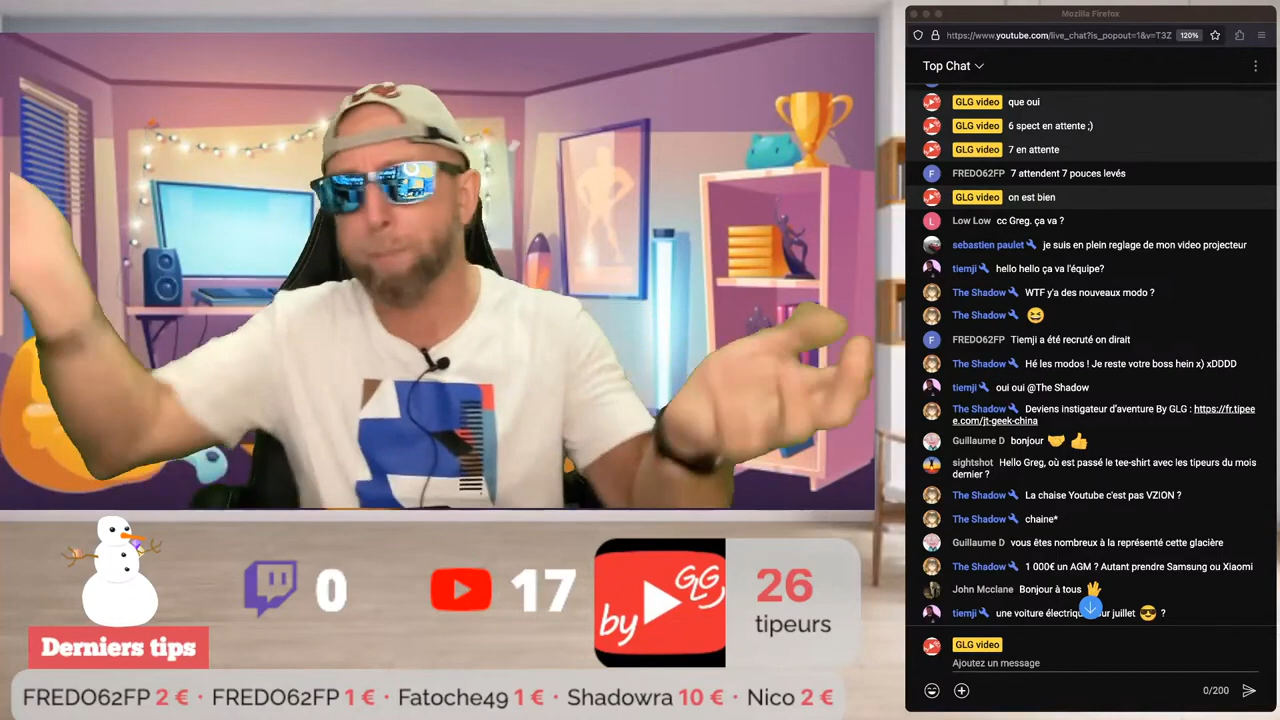 Mozilla Firefox
https://www.youtube.com/live_chat?is_popout=1&v=T3Z 120%
Top Chat
GLG video que oui
GLG video 6 spect en attente ;)
GLG video 7 en attente
F FREDO62FP 7 attendent 7 pouces levés
GLG video on est bien
L Low Low cc Greg. ça va ?
sebastien paulet je suis en plein reglage de mon video projecteur
tiemji hello hello ça va l'équipe?
The Shadow WTF y'a des nouveaux modo ?
The Shadow 😆
F FREDO62FP Tiemji a été recruté on dirait
The Shadow Hé les modos ! Je reste votre boss hein x) xDDDD
tiemji oui oui @The Shadow
The Shadow Deviens instigateur d'aventure By GLG : https://fr.tipee
e.com/jt-geek-china
Guillaume D bonjour 🤝 👍
sightshot Hello Greg, où est passé le tee-shirt avec les tipeurs du mois
dernier ?
The Shadow La chaise Youtube c'est pas VZION ?
The Shadow chaine*
Guillaume D vous êtes nombreux à la représenté cette glacière
The Shadow 1 000€ un AGM ? Autant prendre Samsung ou Xiaomi
John Mcclane Bonjour à tous 🖖
tiemji une voiture électriq ur juillet 😎 ?
GLG video
Ajoutez un message
0/200
0
17
by GLG
26
tipeurs
Derniers tips
FREDO62FP 2 € · FREDO62FP 1 € · Fatoche49 1 € · Shadowra 10 € · Nico 2 €